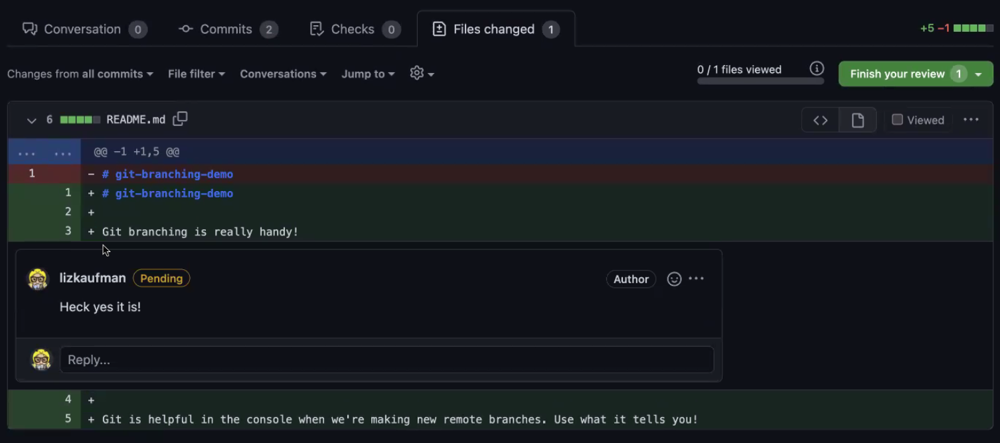 Conversation 0 Commits 2 Checks 0 Files changed 1 +5 −1
Changes from all commits File filter Conversations Jump to 0 / 1 files viewed Finish your review 1
6 README.md Viewed
... ... @@ -1 +1,5 @@
1 - # git-branching-demo
1 + # git-branching-demo
2 +
3 + Git branching is really handy!
lizkaufman Pending Author
Heck yes it is!
Reply...
4 +
5 + Git is helpful in the console when we're making new remote branches. Use what it tells you!